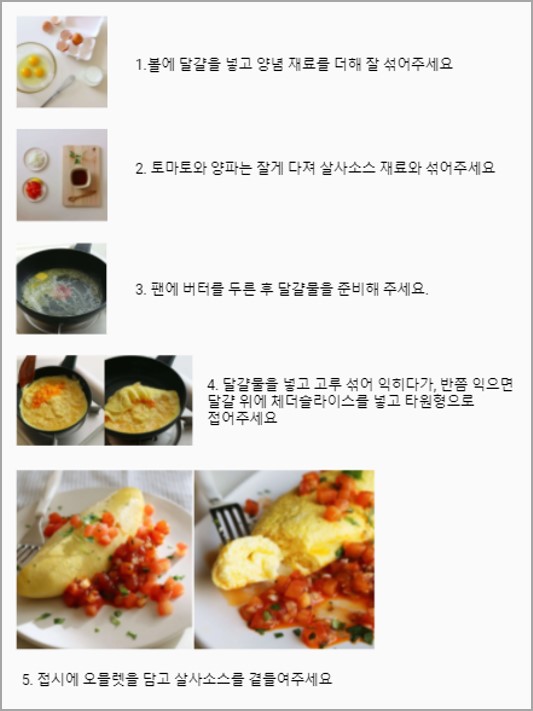 1.볼에 달걀을 넣고 양념 재료를 더해 잘 섞어주세요
2. 토마토와 양파는 잘게 다져 살사소스 재료와 섞어주세요
3. 팬에 버터를 두른 후 달걀물을 준비해 주세요.
4. 달걀물을 넣고 고루 섞어 익히다가, 반쯤 익으면
달걀 위에 체더슬라이스를 넣고 타원형으로
접어주세요
5. 접시에 오믈렛을 담고 살사소스를 곁들여주세요